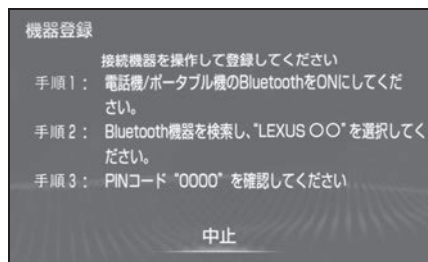 機器登録
接続機器を操作して登録してください
手順1： 電話機/ポータブル機のBluetoothをONにしてくだ
さい。
手順2： Bluetooth機器を検索し、"LEXUS ○○"を選択してく
ださい。
手順3： PINコード "0000" を確認してください
中止